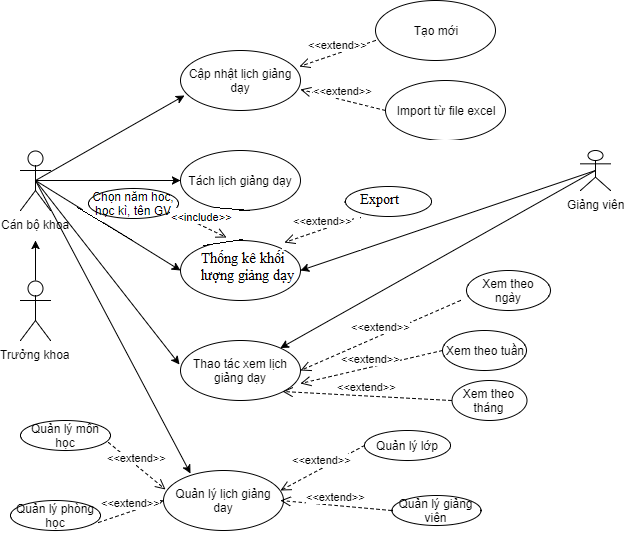 Tạo mới
<<extend>>
Cập nhật lịch giảng
dạy
<<extend>>
Import từ file excel
Tách lịch giảng dạy
Chọn năm học,
học kì, tên GV
Export
Cán bộ khoa
Giảng viên
<<include>>
<<extend>>
Thống kê khối
lượng giảng dạy
Xem theo
ngày
<<extend>>
Trưởng khoa
Thao tác xem lịch
giảng dạy
<<extend>>
Xem theo tuần
<<extend>>
Xem theo
tháng
Quản lý môn
học
<<extend>>
Quản lý lớp
<<extend>>
Quản lý lịch giảng
day
Quản lý phòng
học
<<extend>>
<<extend>>
Quản lý giảng
viên